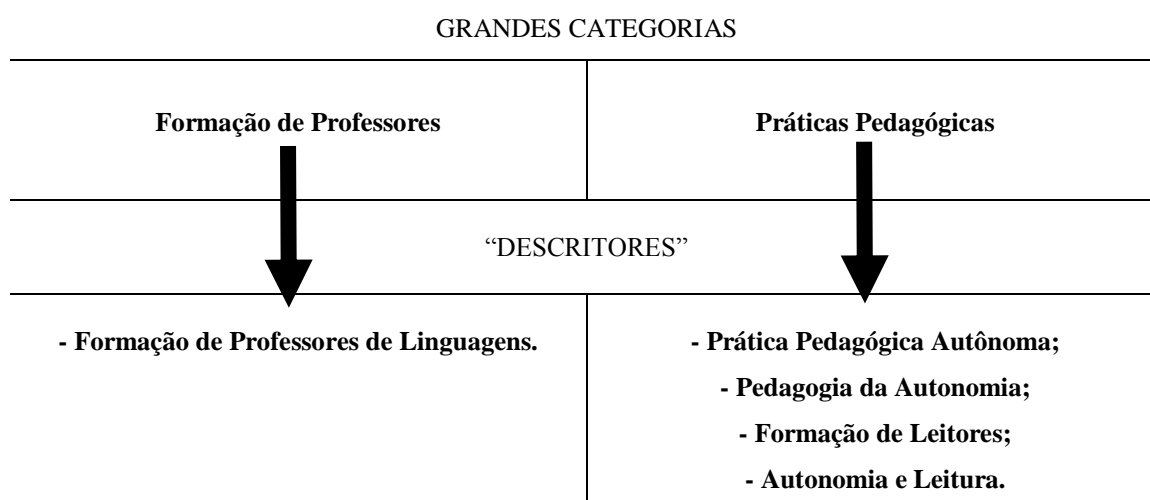 GRANDES CATEGORIAS
Formação de Professores
Práticas Pedagógicas
“DESCRITORES”
- Formação de Professores de Linguagens.
- Prática Pedagógica Autônoma;
- Pedagogia da Autonomia;
- Formação de Leitores;
- Autonomia e Leitura.